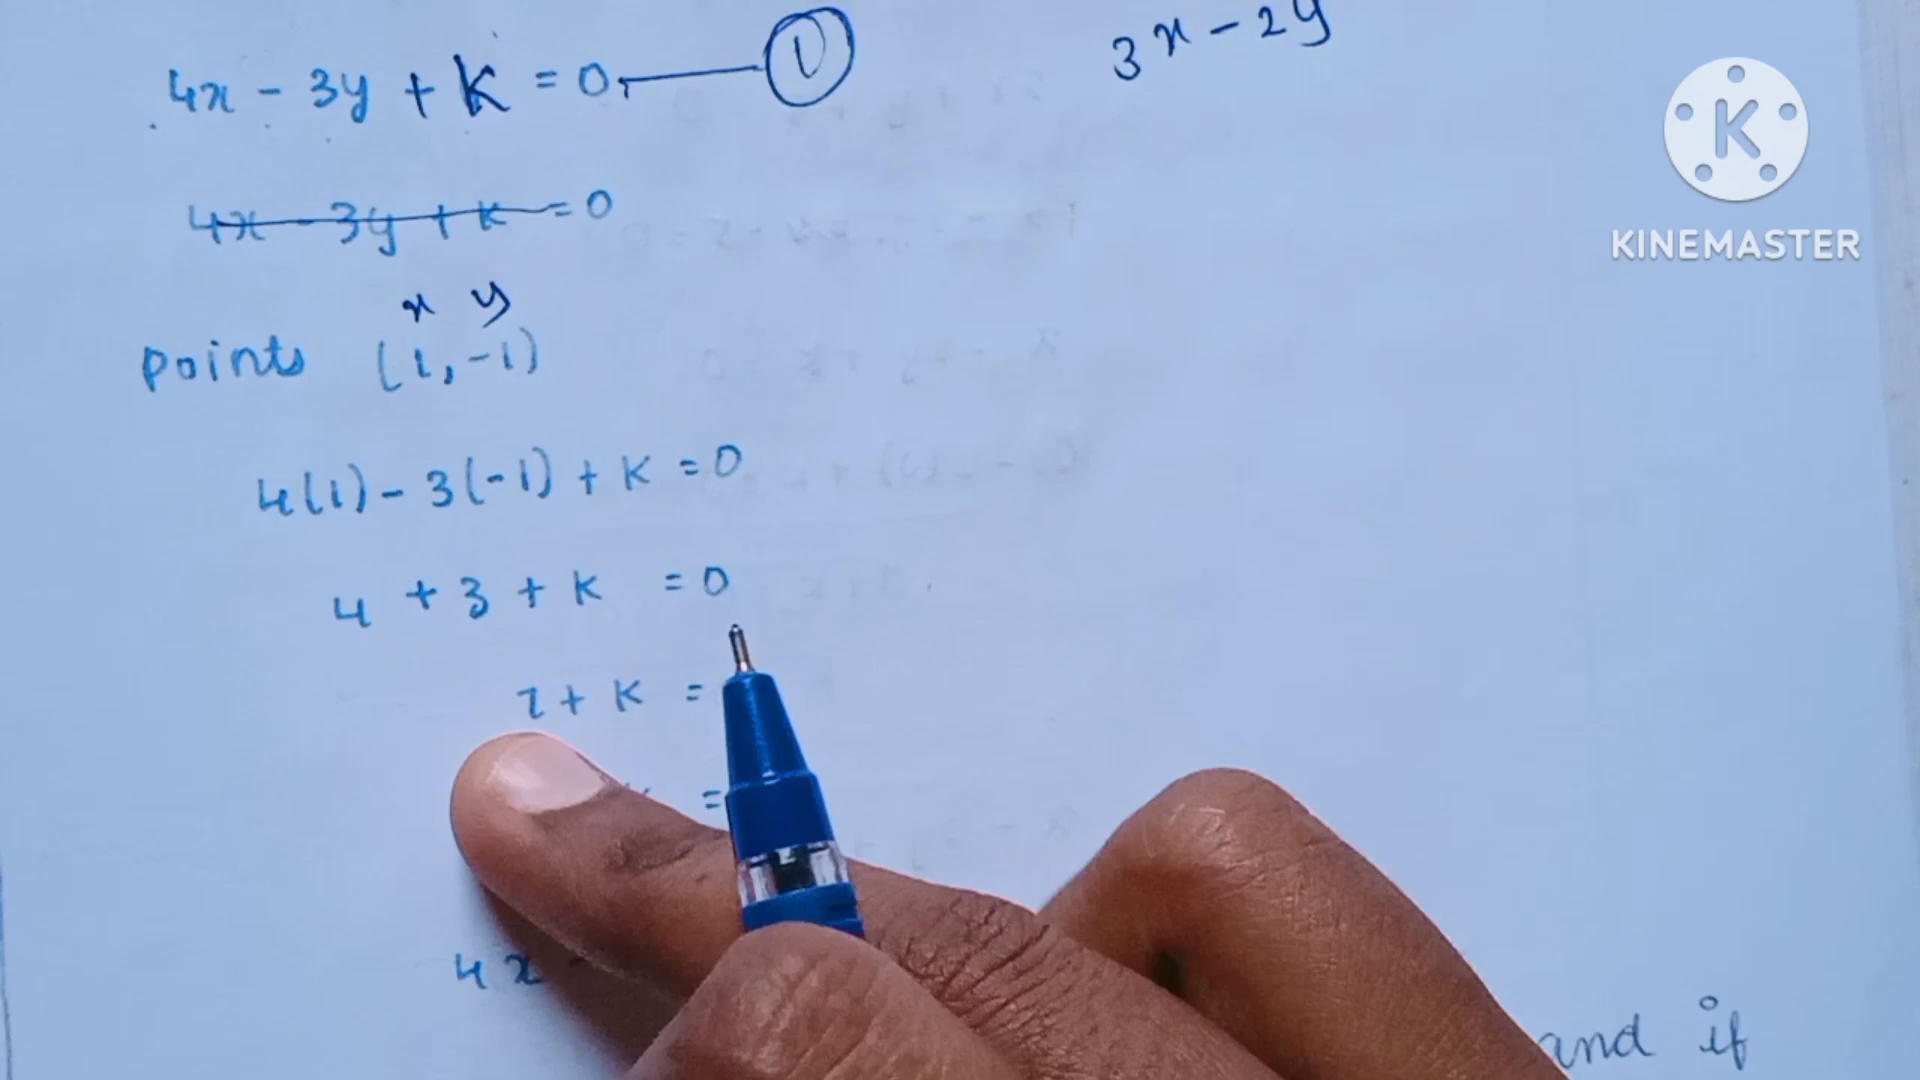 4x - 3y + K = 0 ① 3x - 2y
4x - 3y + K = 0
x y
Points (1, -1)
4(1) - 3(-1) + K = 0
4 + 3 + K = 0
7 + K =
=
4x
and if
K
KINEMASTER